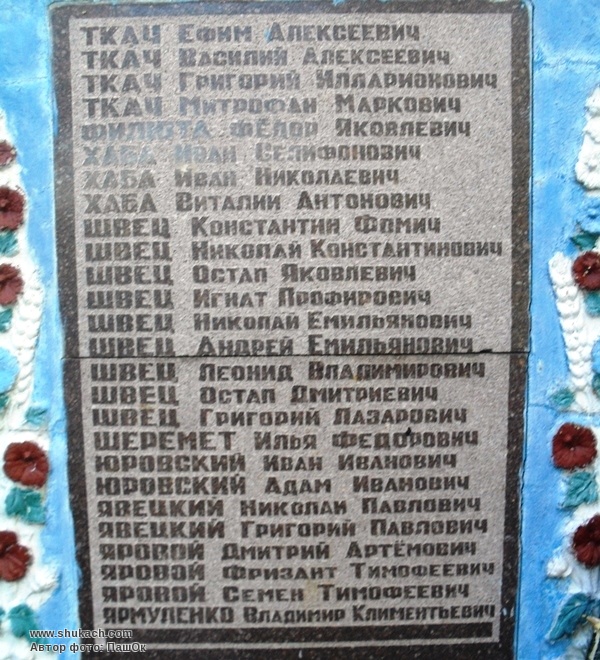 ТКАЧ ЕФИМ АЛЕКСЕЕВИЧ
ТКАЧ ВАСИЛИЙ АЛЕКСЕЕВИЧ
ТКАЧ ГРИГОРИЙ ИЛЛАРИОНОВИЧ
ТКАЧ МИТРОФАН МАРКОВИЧ
ФИЛЮТА ФЁДОР ЯКОВЛЕВИЧ
ХАБА ИВАН СЕЛИФОНОВИЧ
ХАБА ИВАН НИКОЛАЕВИЧ
ХАБА ВИТАЛИЙ АНТОНОВИЧ
ШВЕЦ КОНСТАНТИН ФОМИЧ
ШВЕЦ НИКОЛАЙ КОНСТАНТИНОВИЧ
ШВЕЦ ОСТАП ЯКОВЛЕВИЧ
ШВЕЦ ИГНАТ ПРОФИРОВИЧ
ШВЕЦ НИКОЛАЙ ЕМИЛЬЯНОВИЧ
ШВЕЦ АНДРЕЙ ЕМИЛЬЯНОВИЧ
ШВЕЦ ЛЕОНИД ВЛАДИМИРОВИЧ
ШВЕЦ ОСТАП ДМИТРИЕВИЧ
ШВЕЦ ГРИГОРИЙ ЛАЗАРОВИЧ
ШЕРЕМЕТ ИЛЬЯ ФЕДОРОВИЧ
ЮРОВСКИЙ ИВАН ИВАНОВИЧ
ЮРОВСКИЙ АДАМ ИВАНОВИЧ
ЯВЕЦКИЙ НИКОЛАЙ ПАВЛОВИЧ
ЯВЕЦКИЙ ГРИГОРИЙ ПАВЛОВИЧ
ЯРОВОЙ ДМИТРИЙ АРТЁМОВИЧ
ЯРОВОЙ ФРИЗАНТ ТИМОФЕЕВИЧ
ЯРОВОЙ СЕМЕН ТИМОФЕЕВИЧ
ЯРМУЛЕНКО ВЛАДИМИР КЛИМЕНТЬЕВИЧ
www.shukach.com
Автор фото: ПашОк